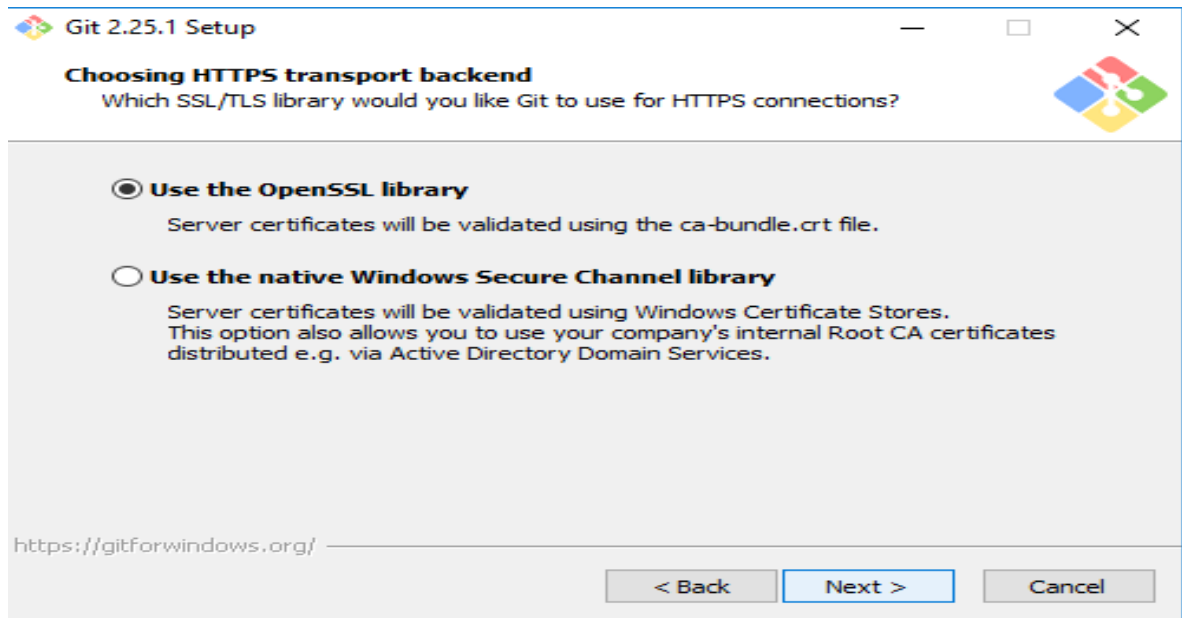 Git 2.25.1 Setup
Choosing HTTPS transport backend
Which SSL/TLS library would you like Git to use for HTTPS connections?
Use the OpenSSL library
Server certificates will be validated using the ca-bundle.crt file.
Use the native Windows Secure Channel library
Server certificates will be validated using Windows Certificate Stores.
This option also allows you to use your company's internal Root CA certificates
distributed e.g. via Active Directory Domain Services.
https://gitforwindows.org/
< Back Next > Cancel